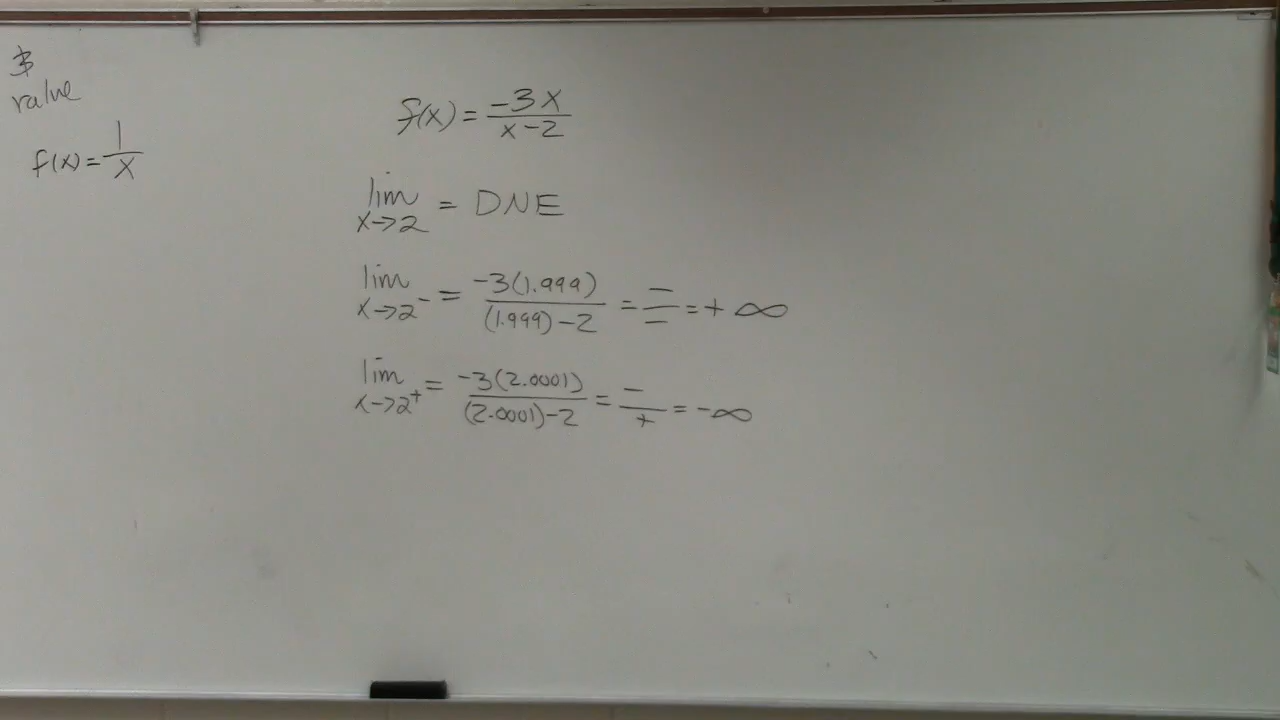 value
f(x) = 1/x
f(x) = -3x/x-2
lim x→2 = DNE
lim x→2⁻ = -3(1.999)/(1.999)-2 = -/- = + ∞
lim x→2⁺ = -3(2.0001)/(2.0001)-2 = -/+ = -∞